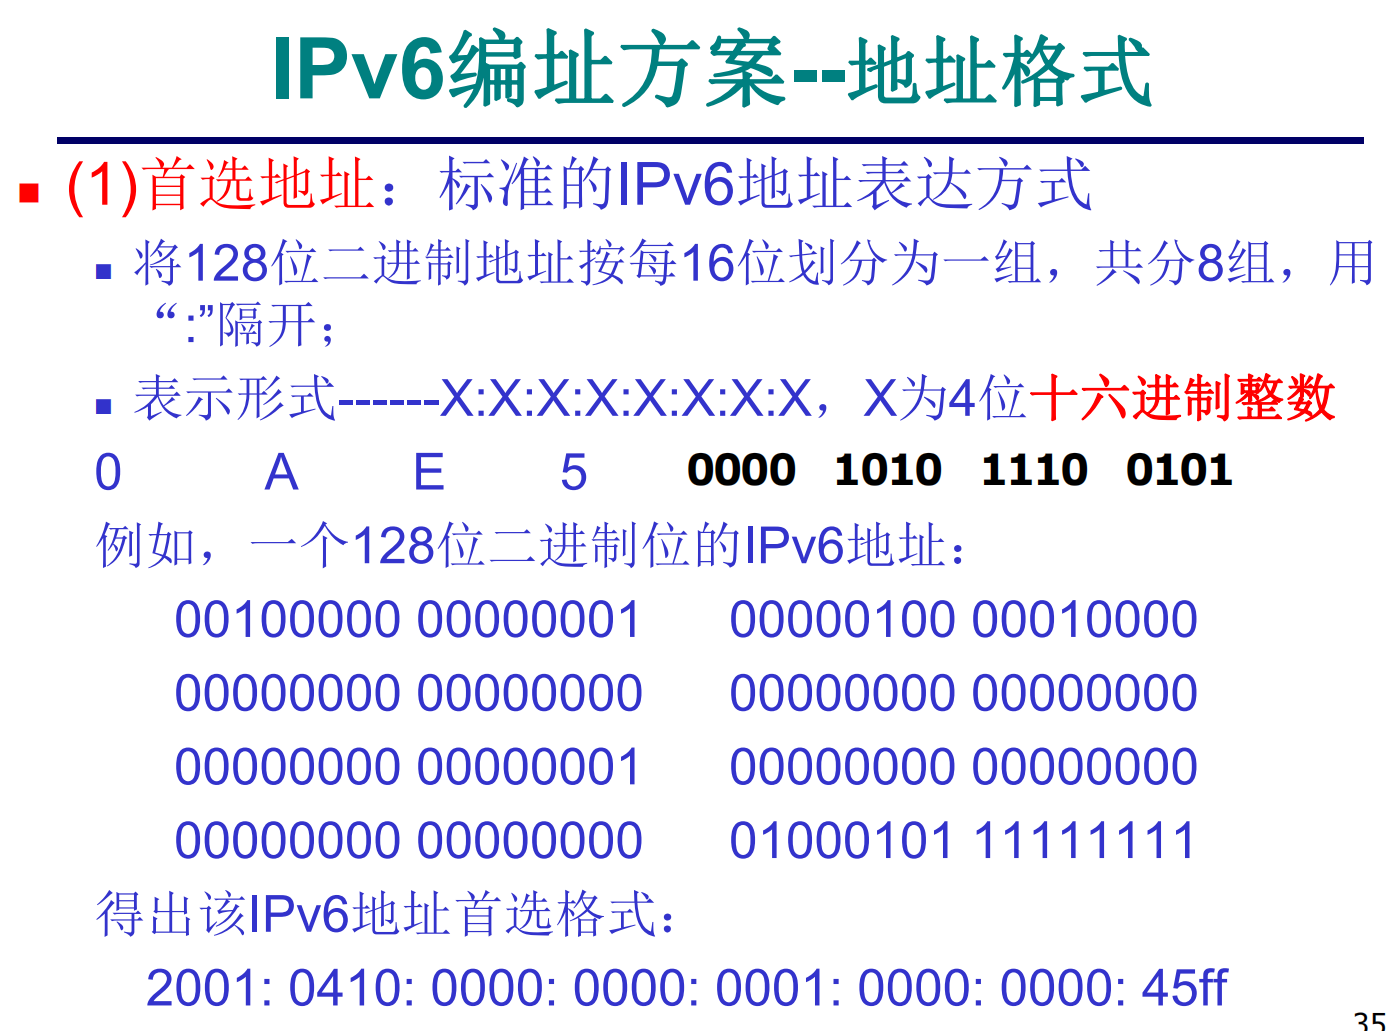 IPv6编址方案--地址格式
(1)首选地址：标准的IPv6地址表达方式
将128位二进制地址按每16位划分为一组，共分8组，用
“:”隔开；
表示形式------X:X:X:X:X:X:X:X，X为4位十六进制整数
0 A E 5 0000 1010 1110 0101
例如，一个128位二进制位的IPv6地址：
00100000 00000001 00000100 00010000
00000000 00000000 00000000 00000000
00000000 00000001 00000000 00000000
00000000 00000000 01000101 11111111
得出该IPv6地址首选格式：
2001: 0410: 0000: 0000: 0001: 0000: 0000: 45ff
35